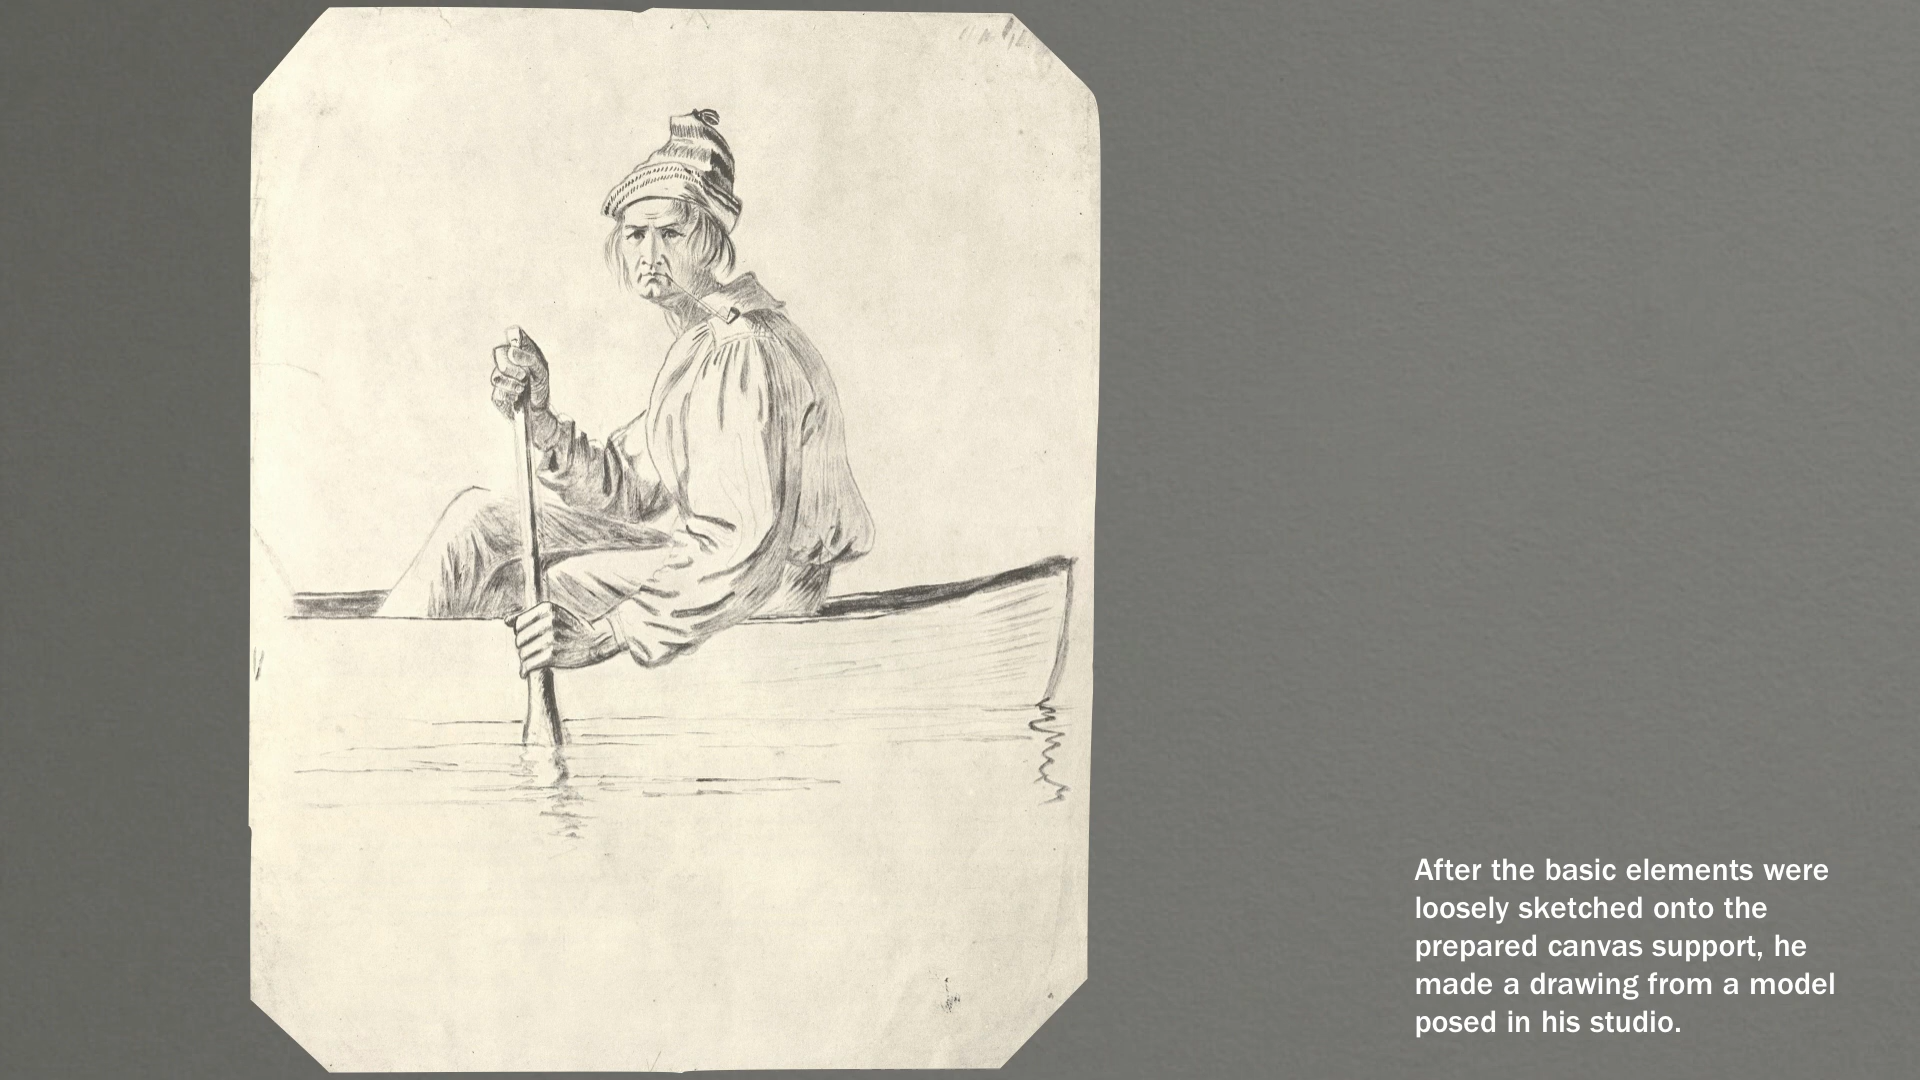 After the basic elements were
loosely sketched onto the
prepared canvas support, he
made a drawing from a model
posed in his studio.